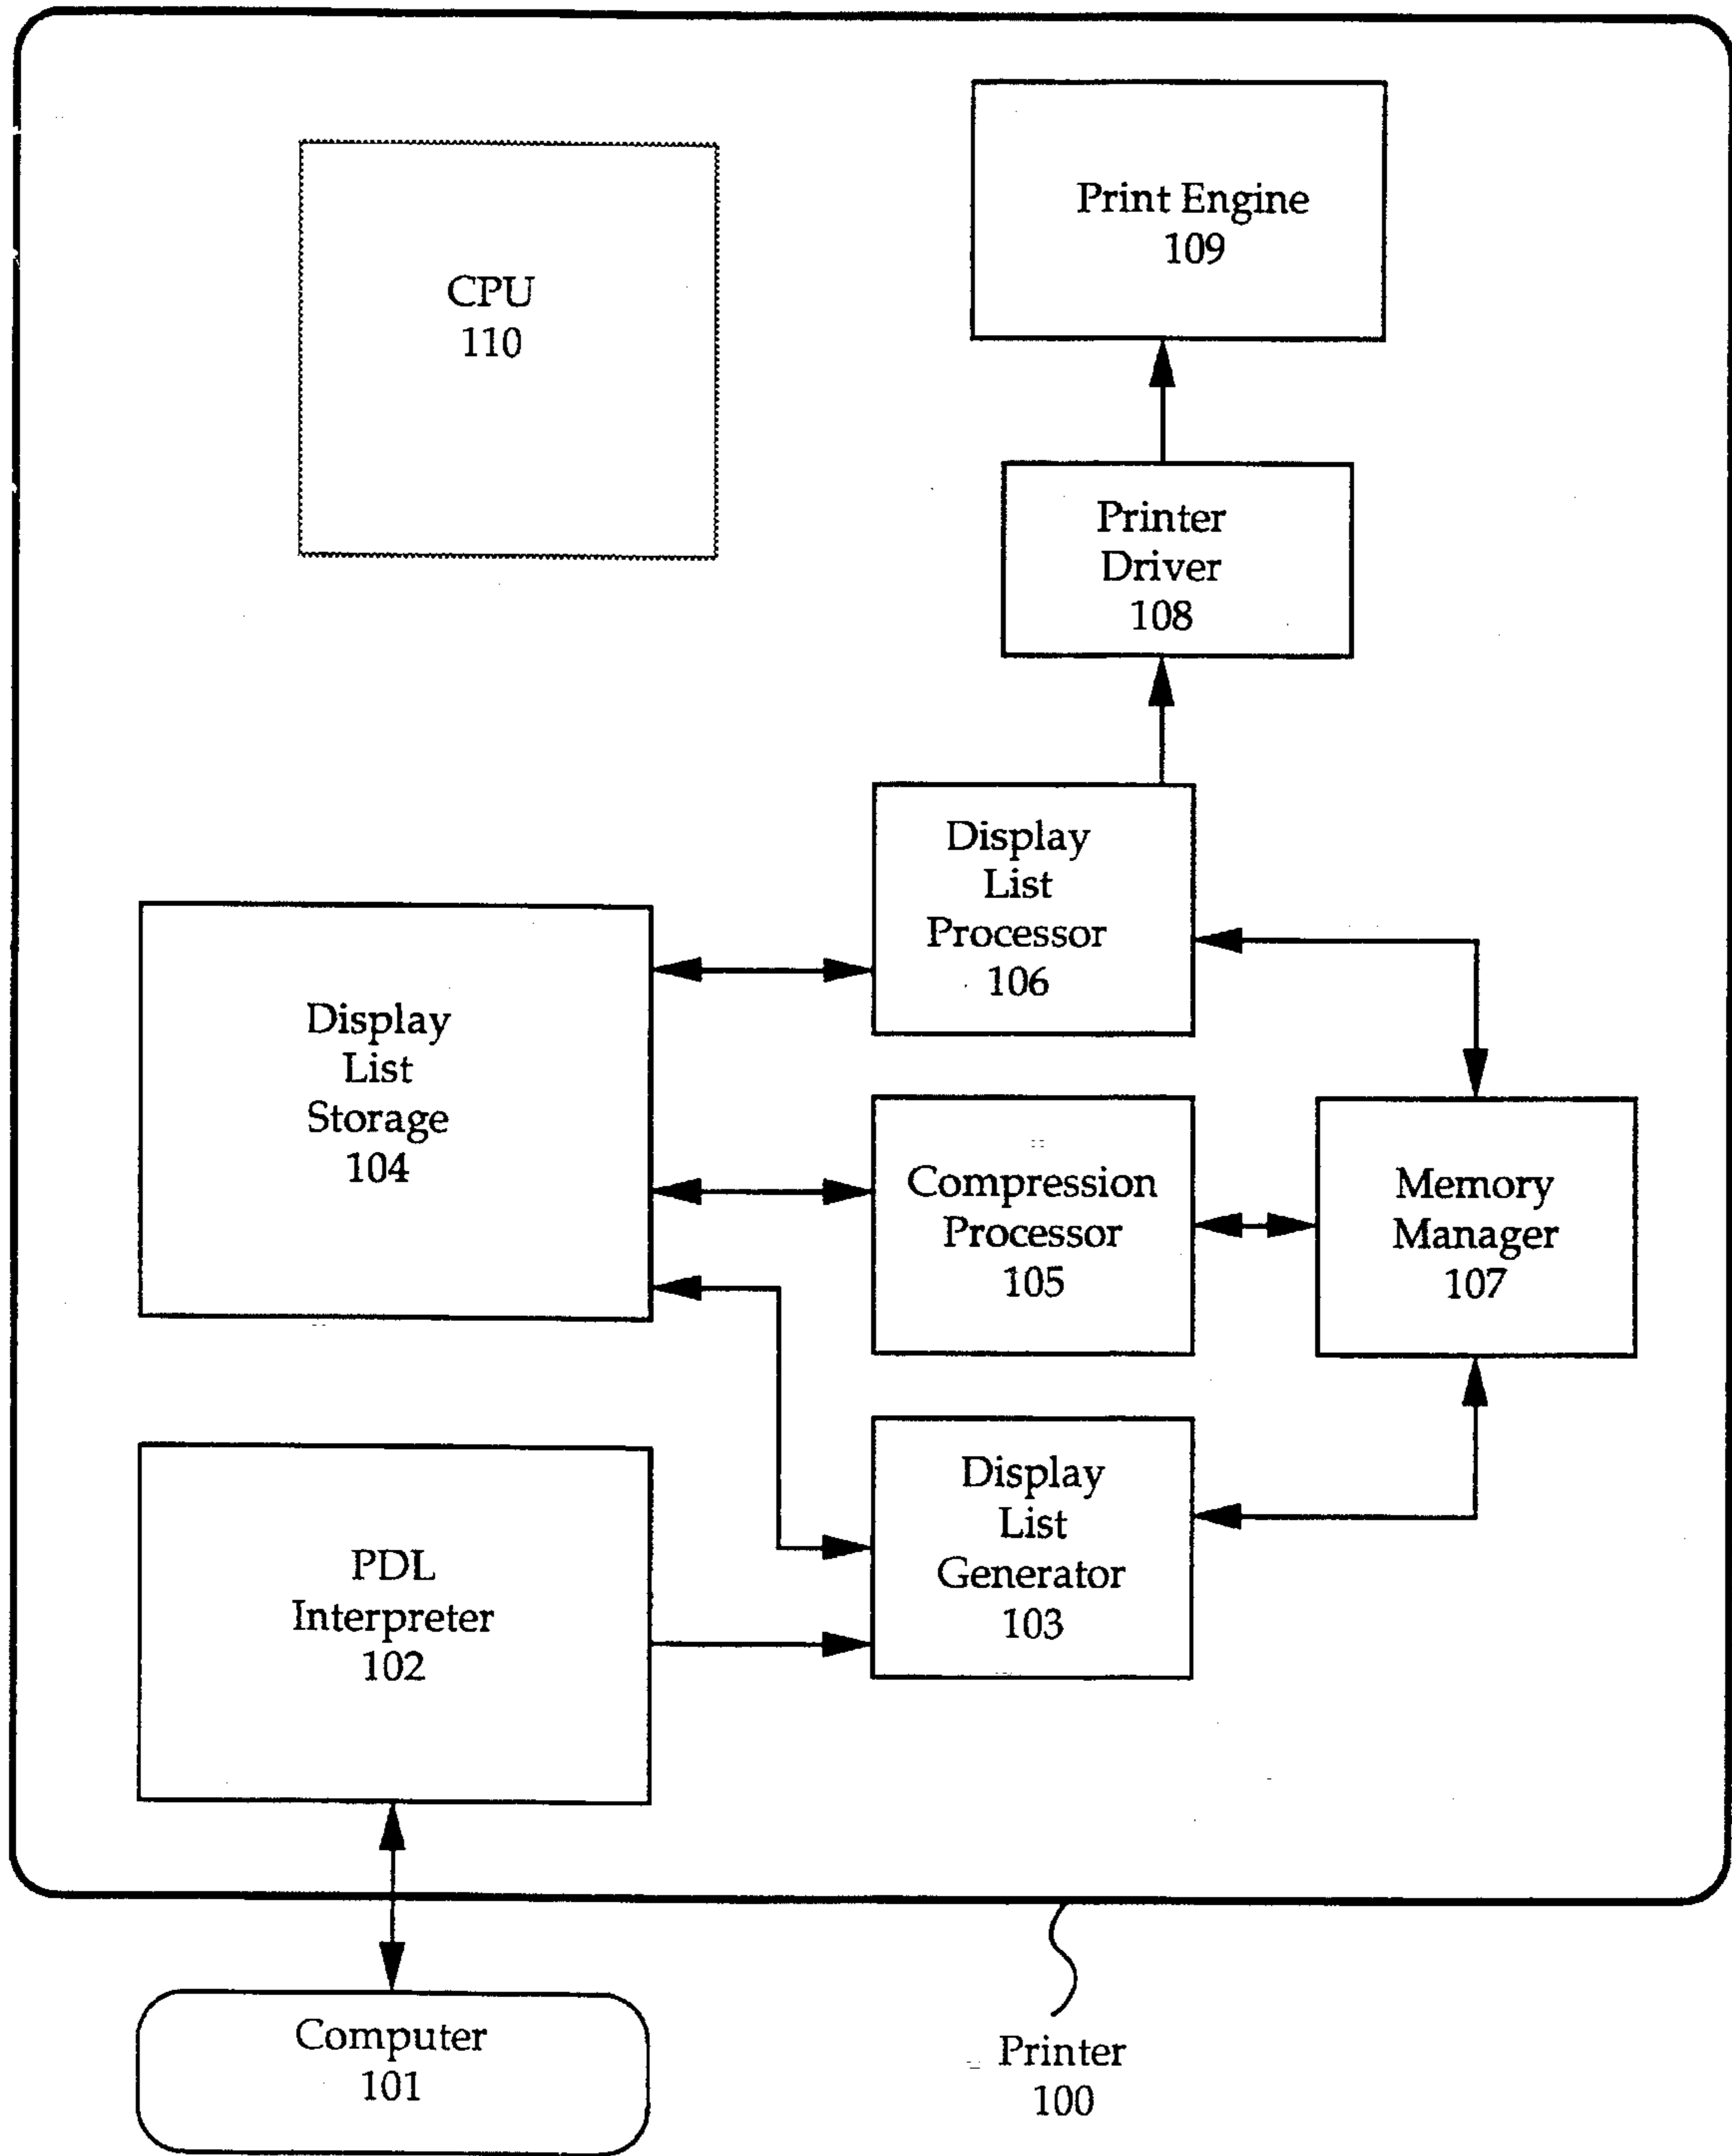 Print Engine
109
CPU
110
Printer
Driver
108
Display
List
Processor
106
Display
List
Storage
104
Compression
Processor
105
Memory
Manager
107
Display
List
Generator
103
PDL
Interpreter
102
Computer
101
Printer
100